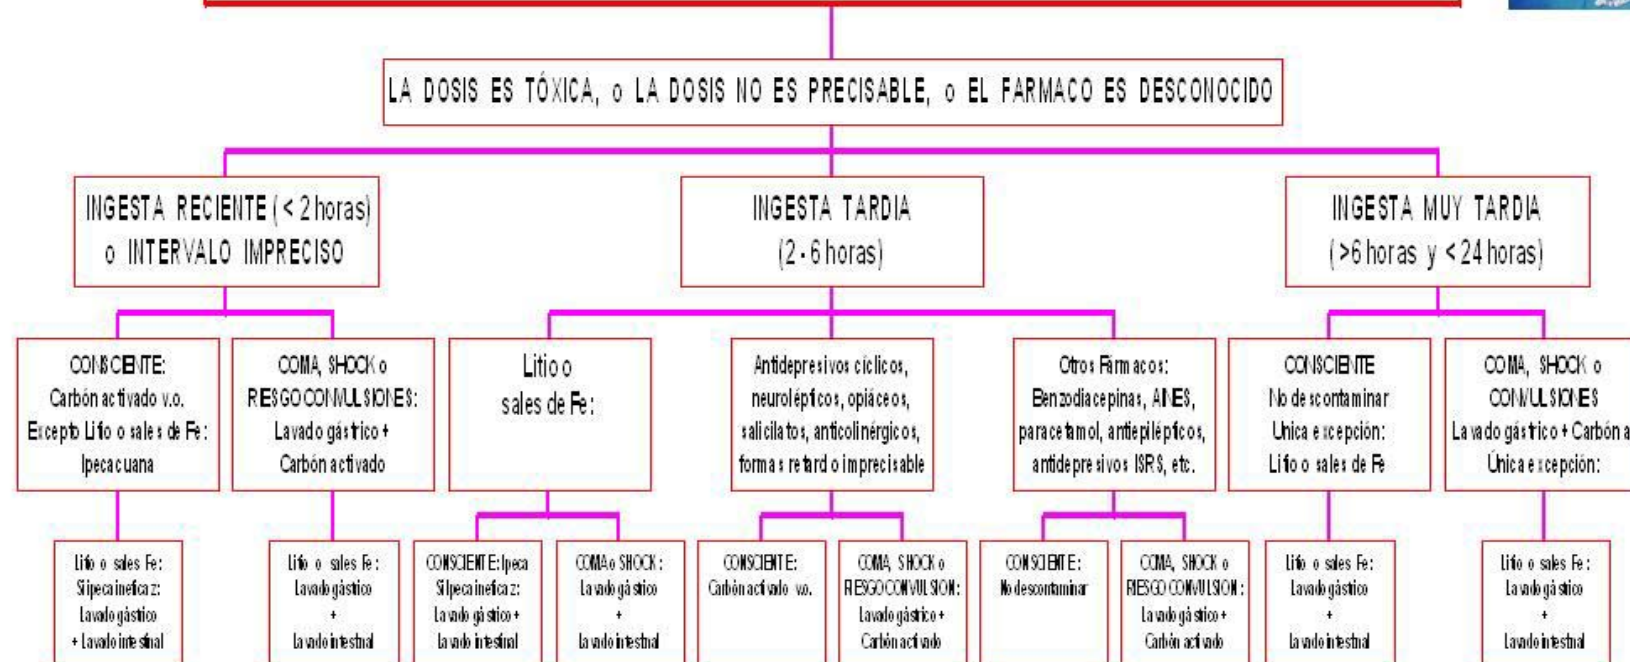 LA DOSIS ES TÓXICA, o LA DOSIS NO ES PRECISABLE, o EL FARMACO ES DESCONOCIDO
INGESTA RECIENTE ( < 2 horas)
o INTERVALO IMPRECISO
INGESTA TARDIA
(2 - 6 horas)
INGESTA MUY TARDIA
( >6 horas y < 24 horas)
CONSCIENTE:
Carbón activado v.o.
Excepto Litio o sales de Fe:
Ipecacuana
COMA, SHOCK o
RIESGO CONVULSIONES:
Lavado gástrico +
Carbón activado
Litio o
sales de Fe:
Antidepresivos cíclicos,
neurolépticos, opiáceos,
salicilatos, anticolinérgicos,
formas retard o imprecisable
Otros Fármacos:
Benzodiacepinas, AINES,
paracetamol, antiepilépticos,
antidepresivos ISRS, etc.
CONSCIENTE
No descontaminar
Unica excepción:
Litio o sales de Fe
COMA, SHOCK o
CONVULSIONES
Lavado gástrico + Carbón a
Única excepción:
Litio o sales Fe:
Si Ipeca ineficaz:
Lavado gástico
+ Lavado intestinal
Litio o sales Fe:
Lavado gástico
+
Lavado intestnal
CONSCIENTE: Ipeca
Si Ipeca ineficaz:
Lavado gástrico +
Lavado intestinal
COMA o SHOCK:
Lavado gástrico
+
Lavado intestnal
CONSCIENTE:
Carbón activado v.o.
COMA, SHOCK o
RIESGO CONVULSION:
Lavado gástrico +
Carbón activado
CONSCIENTE:
No descontaminar
COMA, SHOCK o
RIESGO CONVULSION:
Lavado gástrico +
Carbón activado
Litio o sales Fe:
Lavado gástico
+
Lavado intestnal
Litio o sales Fe:
Lavado gástico
+
Lavado intestnal